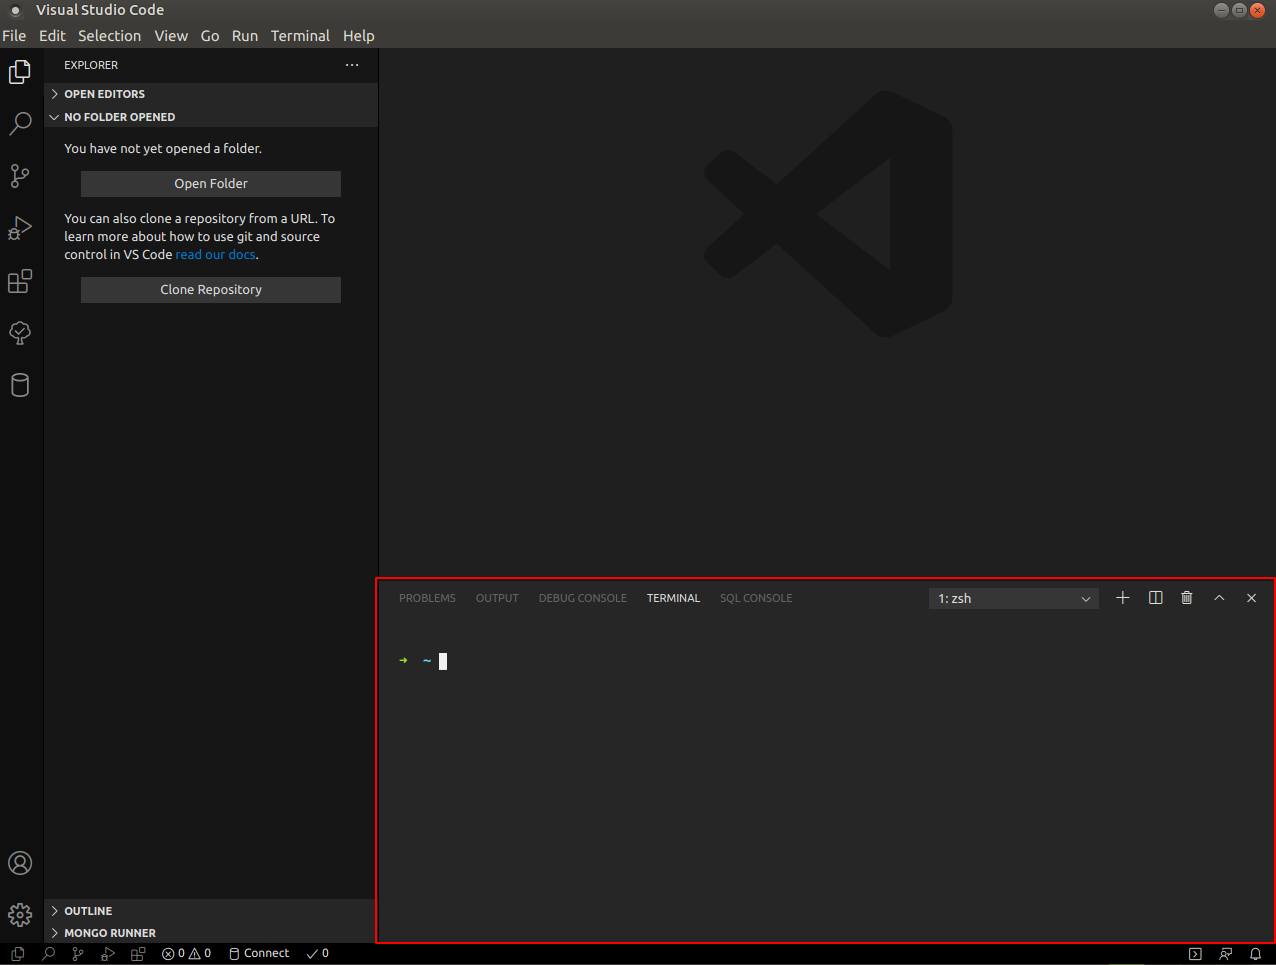 Visual Studio Code
File Edit Selection View Go Run Terminal Help
EXPLORER
OPEN EDITORS
NO FOLDER OPENED
You have not yet opened a folder.
Open Folder
You can also clone a repository from a URL. To
learn more about how to use git and source
control in VS Code read our docs.
Clone Repository
OUTLINE
MONGO RUNNER
PROBLEMS OUTPUT DEBUG CONSOLE TERMINAL SQL CONSOLE 1: zsh
➜ ~
0 0 Connect 0